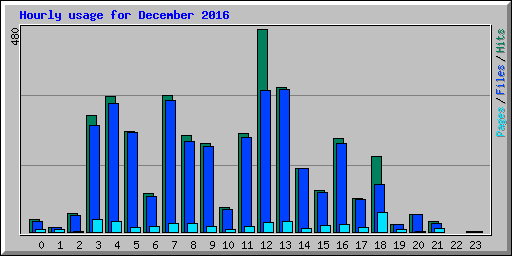 Hourly usage for December 2016
480
Pages / Files / Hits
0 1 2 3 4 5 6 7 8 9 10 11 12 13 14 15 16 17 18 19 20 21 22 23